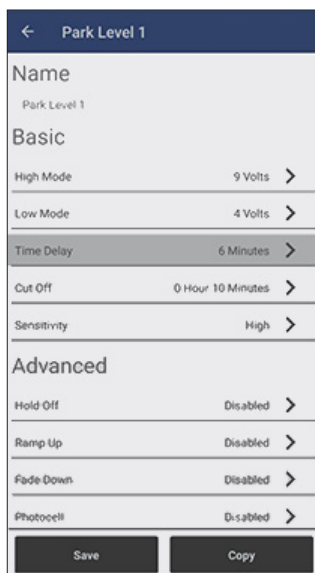 Park Level 1
Name
Park Level 1
Basic
High Mode 9 Volts
Low Mode 4 Volts
Time Delay 6 Minutes
Cut Off 0 Hour 10 Minutes
Sensitivity High
Advanced
Hold Off Disabled
Ramp Up Disabled
Fade Down Disabled
Photocell Disabled
Save Copy